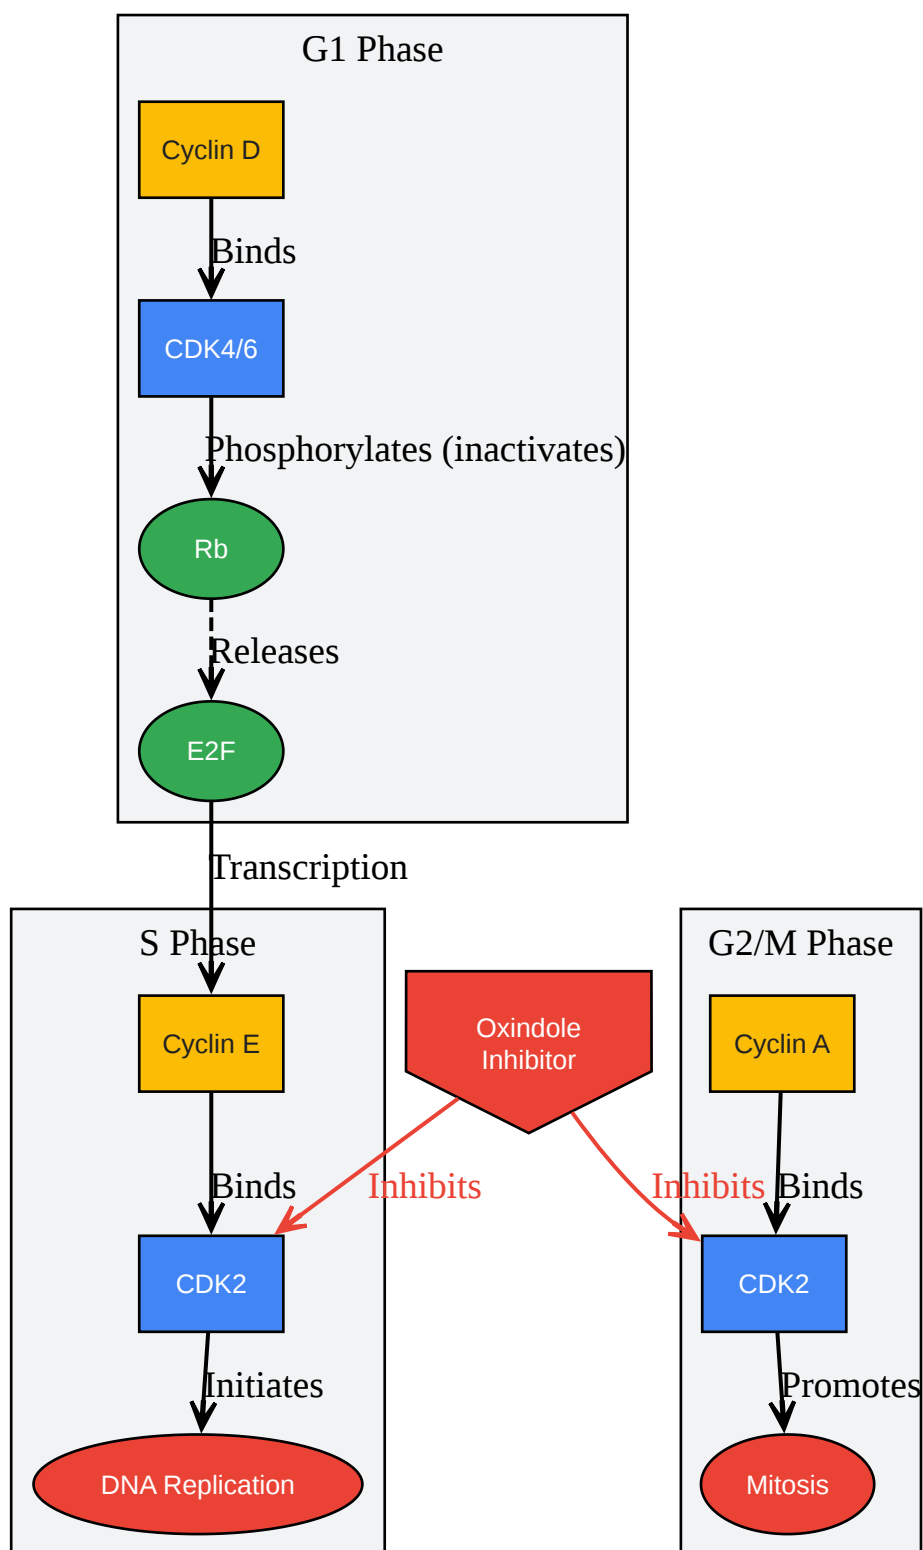 G1 Phase
Cyclin D
Binds
CDK4/6
Phosphorylates (inactivates)
Rb
Releases
E2F
Transcription
S Phase
Cyclin E
Binds
CDK2
Initiates
DNA Replication
Oxindole
Inhibitor
Inhibits
Inhibits
G2/M Phase
Cyclin A
Binds
CDK2
Promotes
Mitosis